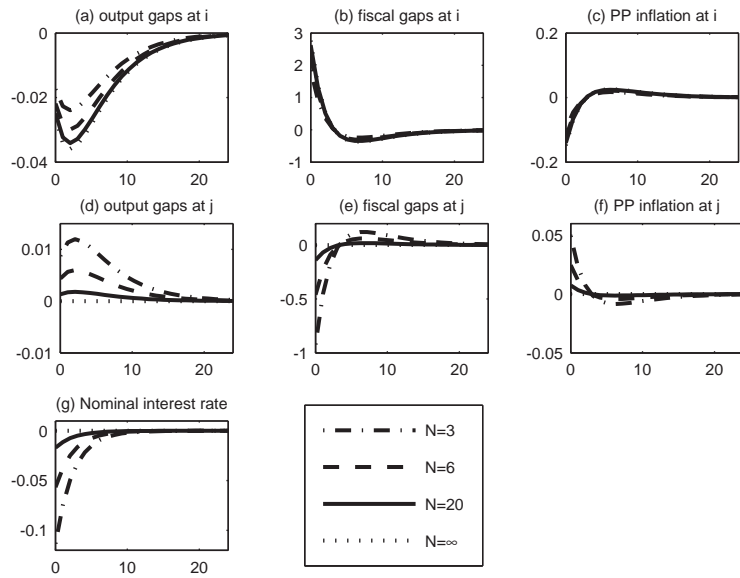 (a) output gaps at i
(b) fiscal gaps at i
(c) PP inflation at i
0
-0.02
-0.04
0 10 20
3
2
1
0
-1
0 10 20
0.2
0
-0.2
0 10 20
(d) output gaps at j
(e) fiscal gaps at j
(f) PP inflation at j
0.01
0
-0.01
0 10 20
0
-0.5
-1
0 10 20
0.05
0
-0.05
0 10 20
(g) Nominal interest rate
0
-0.05
-0.1
0 10 20
N=3
N=6
N=20
N=∞